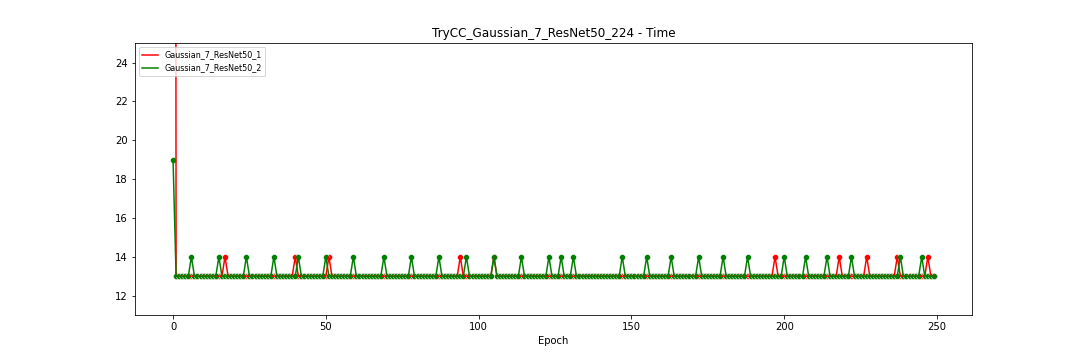 TryCC_Gaussian_7_ResNet50_224 - Time
Gaussian_7_ResNet50_1
Gaussian_7_ResNet50_2
24
22
20
18
16
14
12
0 50 100 150 200 250
Epoch